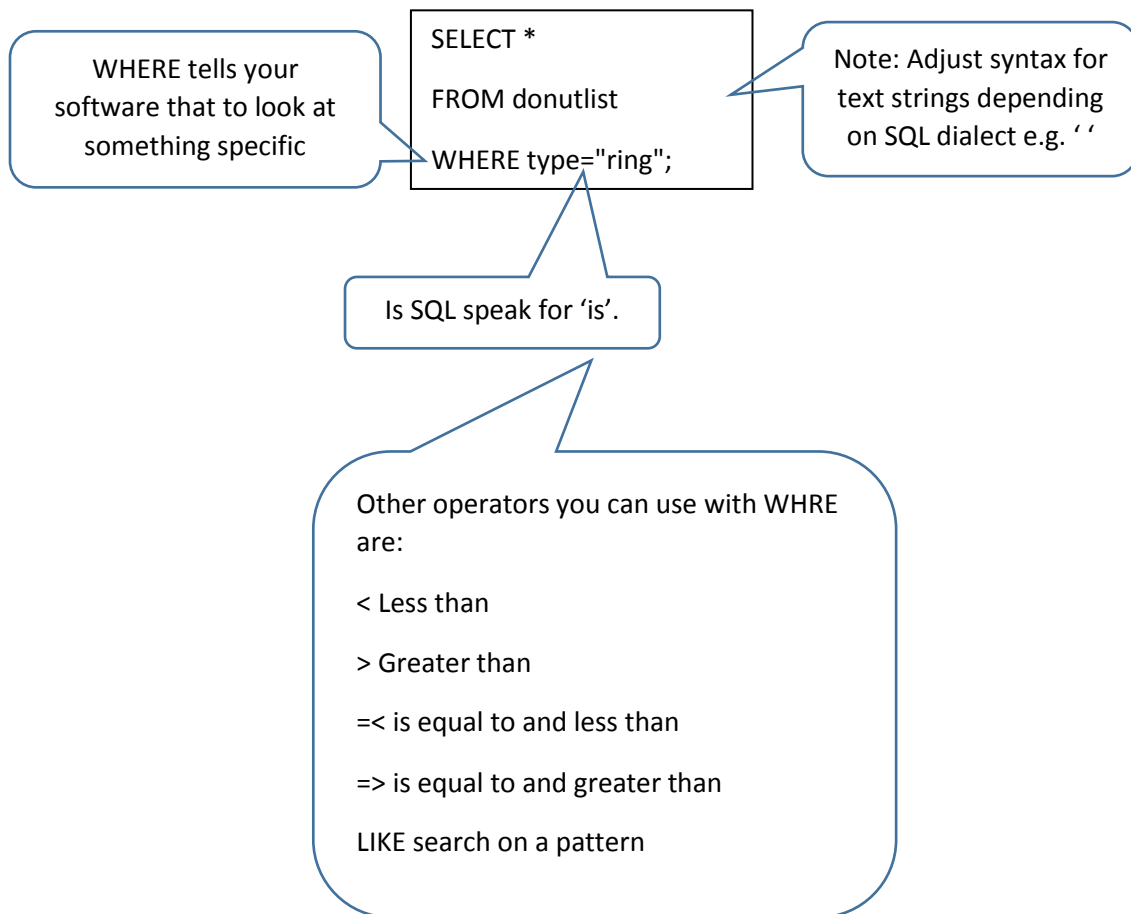 WHERE tells your
software that to look at
something specific
SELECT *
FROM donutlist
WHERE type="ring";
Note: Adjust syntax for
text strings depending
on SQL dialect e.g. ‘ ‘
Is SQL speak for ‘is’.
Other operators you can use with WHRE
are:
< Less than
> Greater than
=< is equal to and less than
=> is equal to and greater than
LIKE search on a pattern